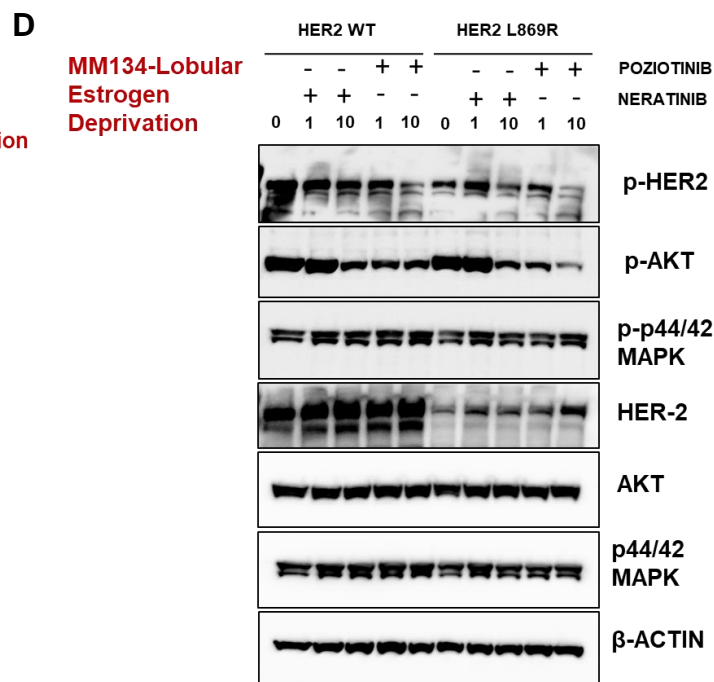 D
HER2 WT HER2 L869R
MM134-Lobular - - + + - - + + POZIOTINIB
Estrogen + + - - + + - - NERATINIB
Deprivation 0 1 10 1 10 0 1 10 1 10
ion
p-HER2
p-AKT
p-p44/42
MAPK
HER-2
AKT
p44/42
MAPK
β-ACTIN